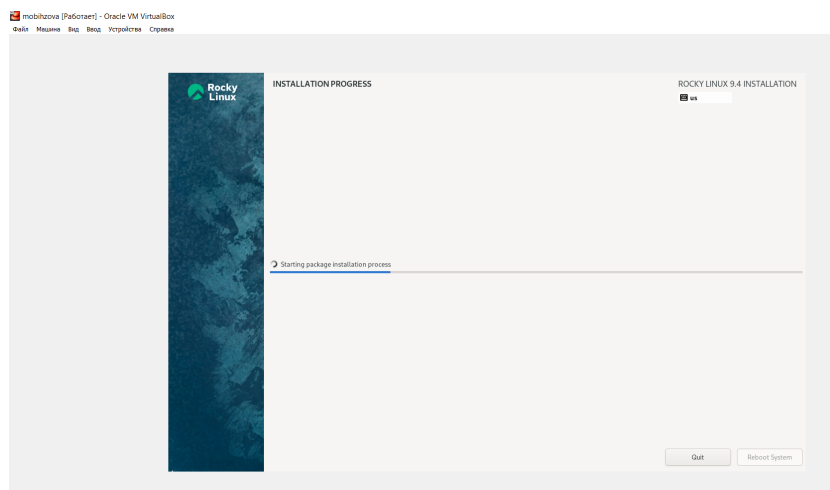 mobihzova [Работает] - Oracle VM VirtualBox
Файл Машина Вид Ввод Устройства Справка
Rocky
Linux
INSTALLATION PROGRESS
ROCKY LINUX 9.4 INSTALLATION
us
Starting package installation process
Quit
Reboot System